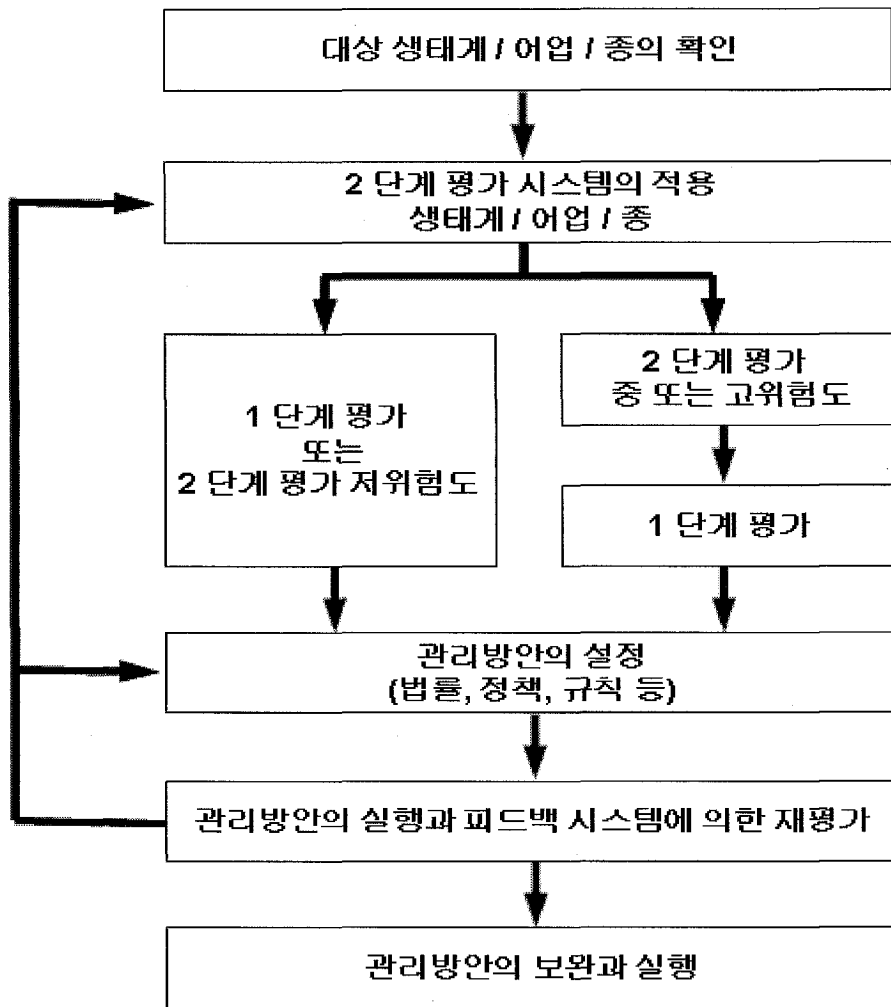 대상 생태계 / 어업 / 종의 확인
2 단계 평가 시스템의 적용
생태계 / 어업 / 종
1 단계 평가
또는
2 단계 평가 저위험도
2 단계 평가
중 또는 고위험도
1 단계 평가
관리방안의 설정
(법률, 정책, 규칙 등)
관리방안의 실행과 피드백 시스템에 의한 재평가
관리방안의 보완과 실행